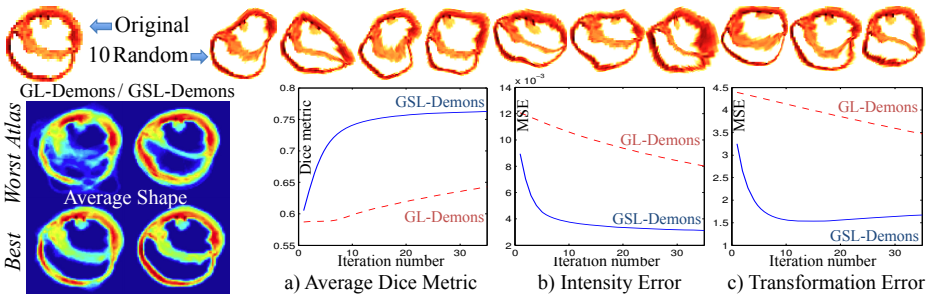 Original
10 Random
GL-Demons / GSL-Demons
Worst Atlas
Average Shape
Best
0.8
0.75
0.7
0.65
0.6
0.55
Dice metric
GSL-Demons
GL-Demons
0 10 20 30
Iteration number
a) Average Dice Metric
x 10⁻³
14
12
10
8
6
4
2
MSE
GL-Demons
GSL-Demons
0 10 20 30
Iteration number
b) Intensity Error
4.5
4
3.5
3
2.5
2
1.5
1
MSE
GL-Demons
GSL-Demons
0 10 20 30
Iteration number
c) Transformation Error